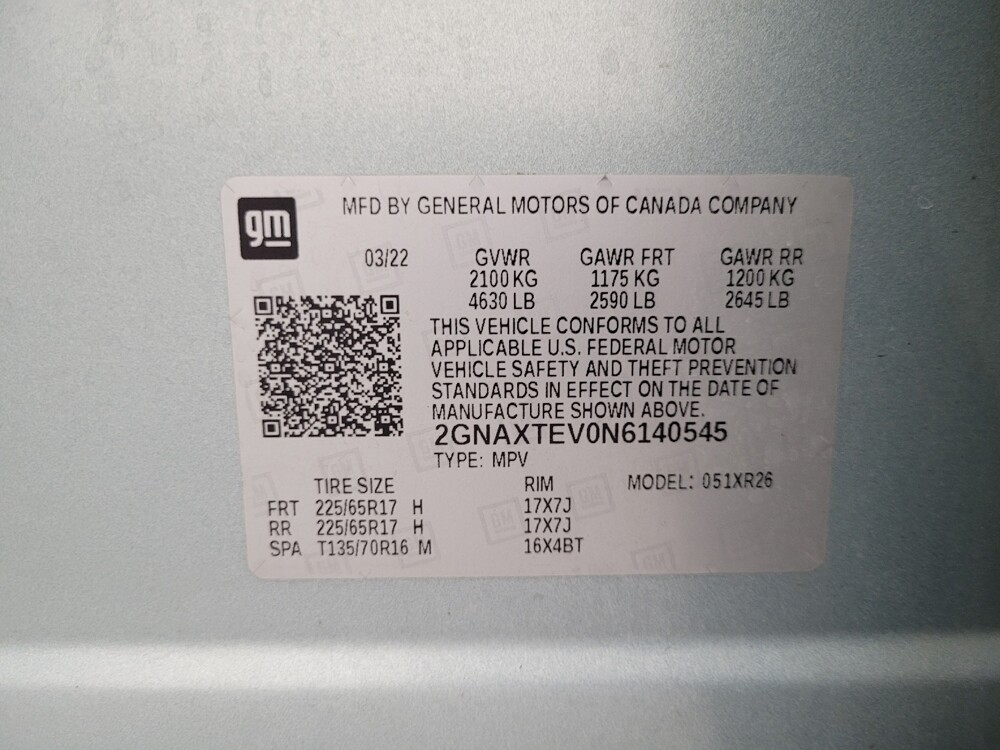 gm
MFD BY GENERAL MOTORS OF CANADA COMPANY
03/22 GVWR GAWR FRT GAWR RR
2100 KG 1175 KG 1200 KG
4630 LB 2590 LB 2645 LB
THIS VEHICLE CONFORMS TO ALL
APPLICABLE U.S. FEDERAL MOTOR
VEHICLE SAFETY AND THEFT PREVENTION
STANDARDS IN EFFECT ON THE DATE OF
MANUFACTURE SHOWN ABOVE.
2GNAXTEV0N6140545
TYPE: MPV
TIRE SIZE RIM MODEL: 051XR26
FRT 225/65R17 H 17X7J
RR 225/65R17 H 17X7J
SPA T135/70R16 M 16X4BT